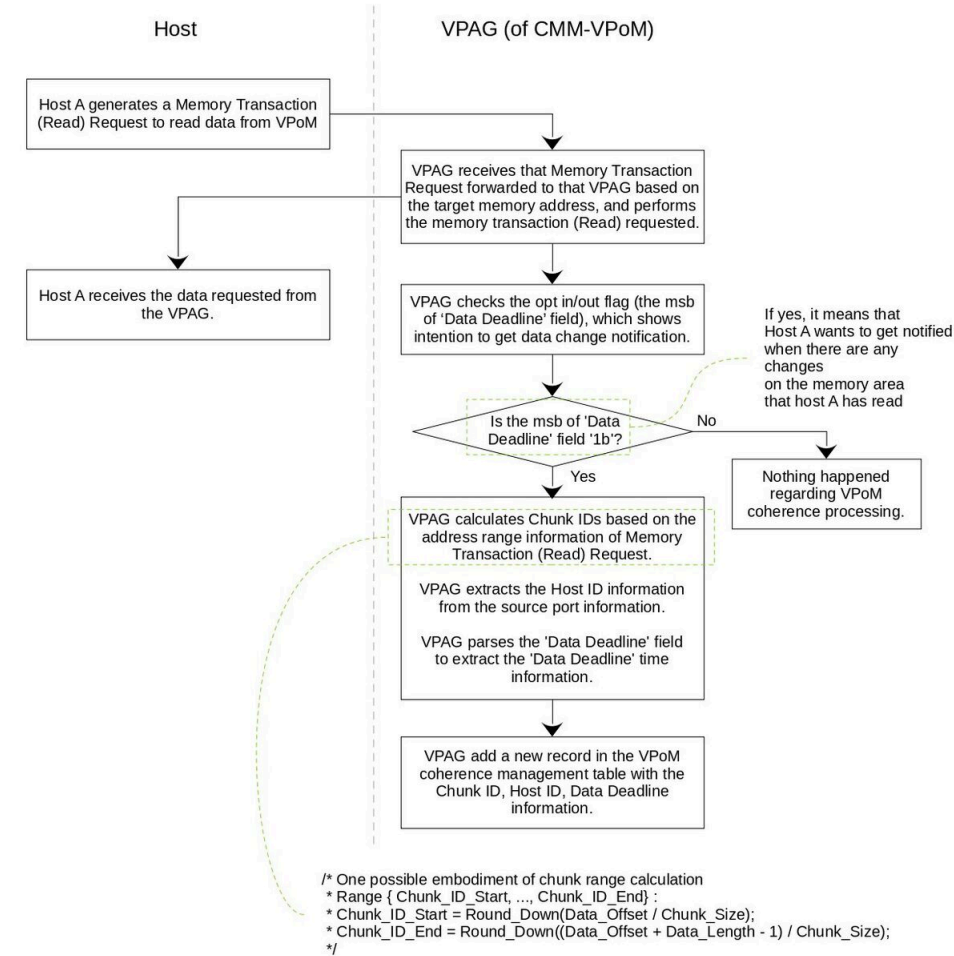 Host
VPAG (of CMM-VPoM)
Host A generates a Memory Transaction
(Read) Request to read data from VPoM
VPAG receives that Memory Transaction
Request forwarded to that VPAG based on
the target memory address, and performs
the memory transaction (Read) requested.
Host A receives the data requested from
the VPAG.
VPAG checks the opt in/out flag (the msb
of ‘Data Deadline’ field), which shows
intention to get data change notification.
If yes, it means that
Host A wants to get notified
when there are any
changes
on the memory area
that host A has read
Is the msb of 'Data
Deadline' field '1b'?
No
Yes
Nothing happened
regarding VPoM
coherence processing.
VPAG calculates Chunk IDs based on the
address range information of Memory
Transaction (Read) Request.
VPAG extracts the Host ID information
from the source port information.
VPAG parses the 'Data Deadline' field
to extract the 'Data Deadline' time
information.
VPAG add a new record in the VPoM
coherence management table with the
Chunk ID, Host ID, Data Deadline
information.
/* One possible embodiment of chunk range calculation
* Range { Chunk_ID_Start, ..., Chunk_ID_End} :
* Chunk_ID_Start = Round_Down(Data_Offset / Chunk_Size);
* Chunk_ID_End = Round_Down((Data_Offset + Data_Length - 1) / Chunk_Size);
*/